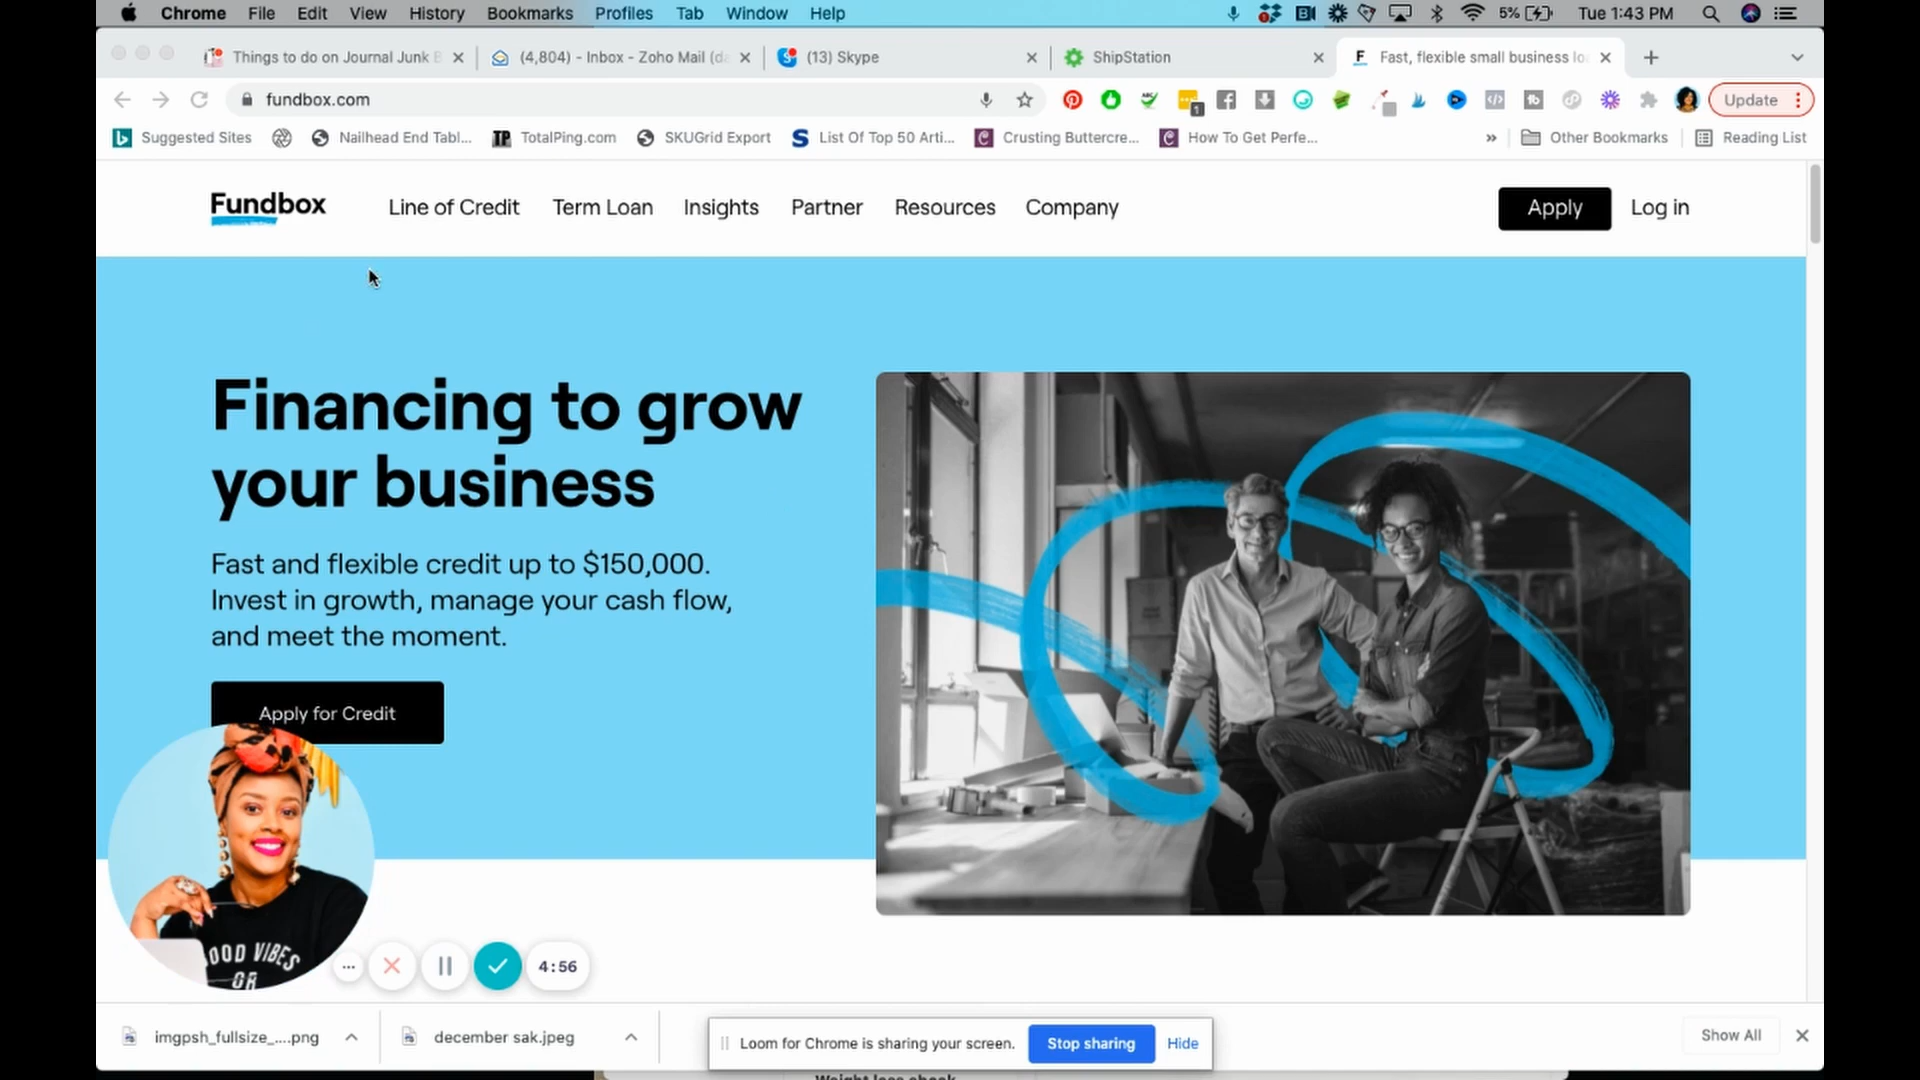 Chrome File Edit View History Bookmarks Profiles Tab Window Help 5% Tue 1:43 PM
Things to do on Journal Junk B (4,804) - Inbox - Zoho Mail (da (13) Skype ShipStation F Fast, flexible small business lo
fundbox.com Update
Suggested Sites Nailhead End Tabl... TP TotalPing.com SKUGrid Export S List Of Top 50 Arti... Crusting Buttercre... How To Get Perfe... » Other Bookmarks Reading List
Fundbox Line of Credit Term Loan Insights Partner Resources Company Apply Log in
Financing to grow
your business
Fast and flexible credit up to $150,000.
Invest in growth, manage your cash flow,
and meet the moment.
Apply for Credit
OOD VIBES
OR
4:56
imgpsh_fullsize_....png december sak.jpeg Loom for Chrome is sharing your screen. Stop sharing Hide Show All